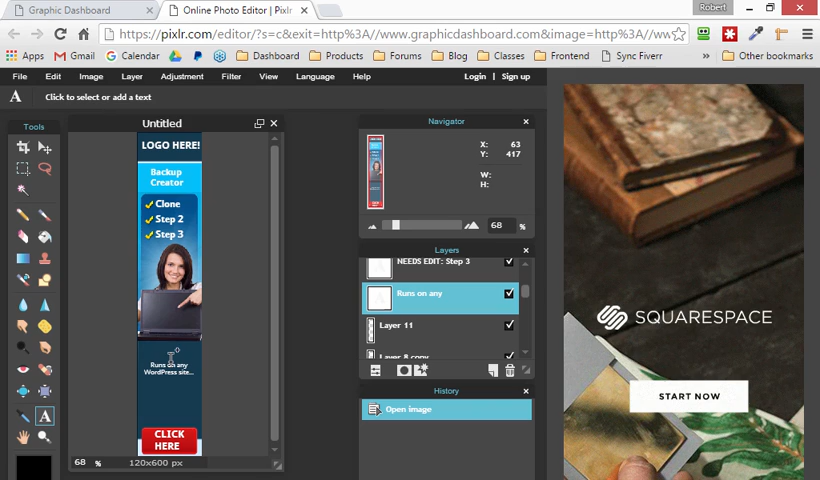 Robert
Graphic Dashboard
Online Photo Editor | Pixlr
https://pixlr.com/editor/?s=c&exit=http%3A//www.graphicdashboard.com&image=http%3A//ww
Apps
Gmail
Calendar
Dashboard
Products
Forums
Blog
Classes
Frontend
Sync Fiverr
»
Other bookmarks
File Edit Image Layer Adjustment Filter View Language Help Login | Sign up
A Click to select or add a text
Tools
Untitled
LOGO HERE!
Backup
Creator
Clone
Step 2
Step 3
Runs on any
WordPress site...
CLICK
HERE
68 % 120x600 px
Navigator
X: 63
Y: 417
W:
H:
68 %
Layers
NEEDS EDIT: Step 3
Runs on any
Layer 11
Layer 8 copy
History
Open image
SQUARESPACE
START NOW